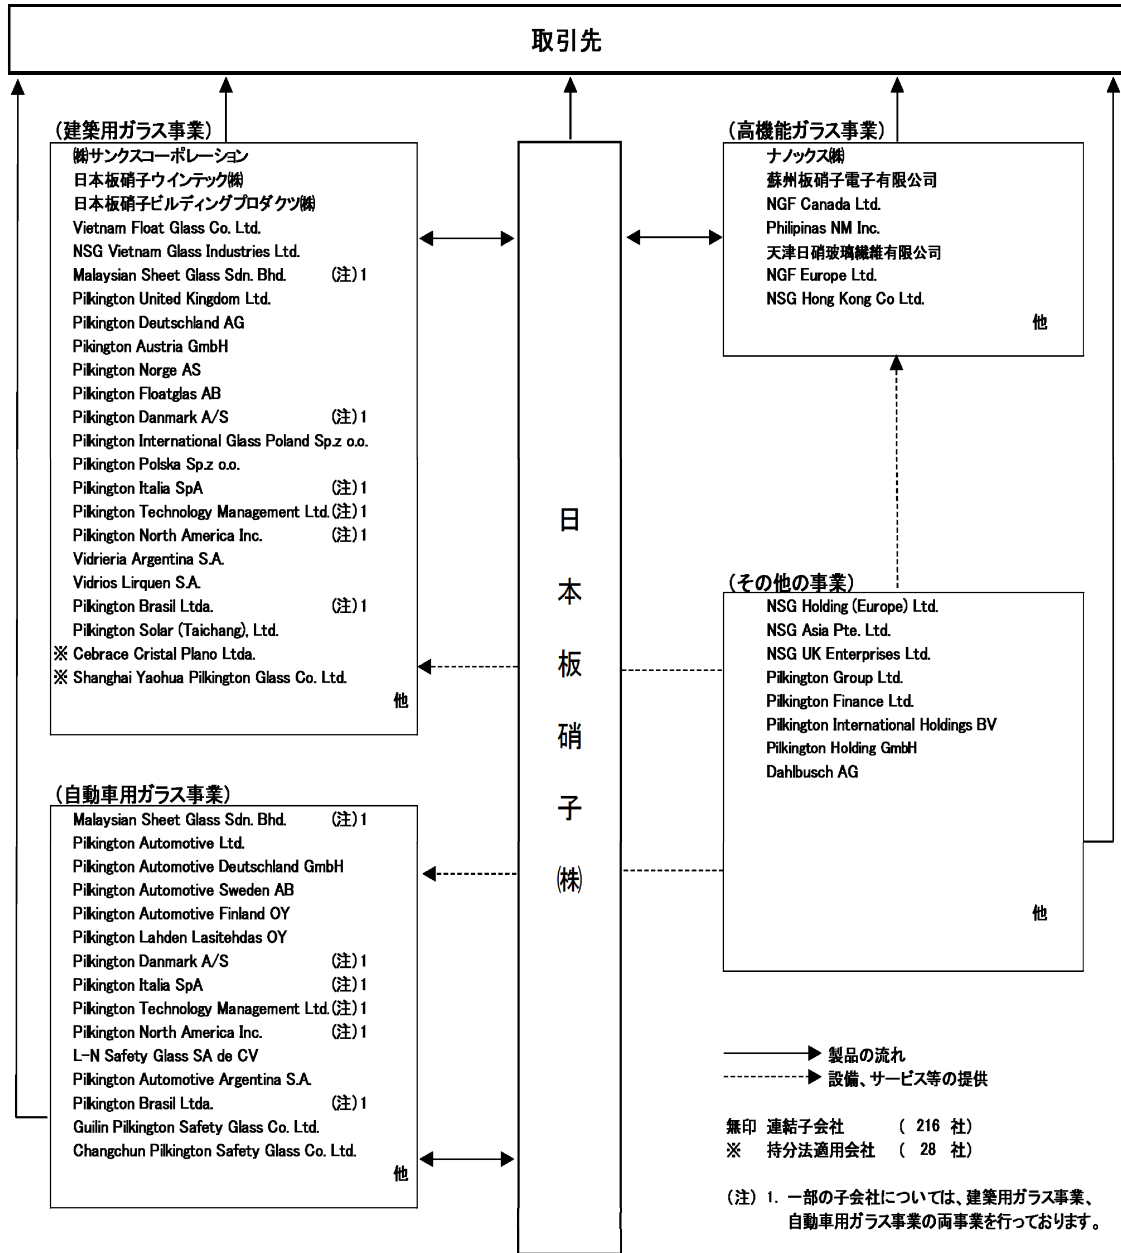 取引先
(建築用ガラス事業)
㈱サンクスコーポレーション
日本板硝子ウインテック㈱
日本板硝子ビルディングプロダクツ㈱
Vietnam Float Glass Co. Ltd.
NSG Vietnam Glass Industries Ltd.
Malaysian Sheet Glass Sdn. Bhd. (注)1
Pilkington United Kingdom Ltd.
Pilkington Deutschland AG
Pikington Austria GmbH
Pilkington Norge AS
Pilkington Floatglas AB
Pilkington Danmark A/S (注)1
Pilkington International Glass Poland Sp.z o.o.
Pilkington Polska Sp.z o.o.
Pilkington Italia SpA (注)1
Pilkington Technology Management Ltd.(注)1
Pilkington North America Inc. (注)1
Vidrieria Argentina S.A.
Vidrios Lirquen S.A.
Pilkington Brasil Ltda. (注)1
Pilkington Solar (Taichang), Ltd.
※ Cebrace Cristal Plano Ltda.
※ Shanghai Yaohua Pilkington Glass Co. Ltd.
他
(自動車用ガラス事業)
Malaysian Sheet Glass Sdn. Bhd. (注)1
Pilkington Automotive Ltd.
Pilkington Automotive Deutschland GmbH
Pilkington Automotive Sweden AB
Pilkington Automotive Finland OY
Pilkington Lahden Lasitehdas OY
Pilkington Danmark A/S (注)1
Pilkington Italia SpA (注)1
Pilkington Technology Management Ltd.(注)1
Pilkington North America Inc. (注)1
L-N Safety Glass SA de CV
Pilkington Automotive Argentina S.A.
Pilkington Brasil Ltda. (注)1
Guilin Pilkington Safety Glass Co. Ltd.
Changchun Pilkington Safety Glass Co. Ltd.
他
日本板硝子㈱
(高機能ガラス事業)
ナノックス㈱
蘇州板硝子電子有限公司
NGF Canada Ltd.
Philipinas NM Inc.
天津日硝玻璃繊維有限公司
NGF Europe Ltd.
NSG Hong Kong Co Ltd.
他
(その他の事業)
NSG Holding (Europe) Ltd.
NSG Asia Pte. Ltd.
NSG UK Enterprises Ltd.
Pilkington Group Ltd.
Pilkington Finance Ltd.
Pilkington International Holdings BV
Pilkington Holding GmbH
Dahlbusch AG
他
製品の流れ
設備、サービス等の提供
無印 連結子会社 ( 216 社)
※ 持分法適用会社 ( 28 社)
(注) 1. 一部の子会社については、建築用ガラス事業、
自動車用ガラス事業の両事業を行っております。